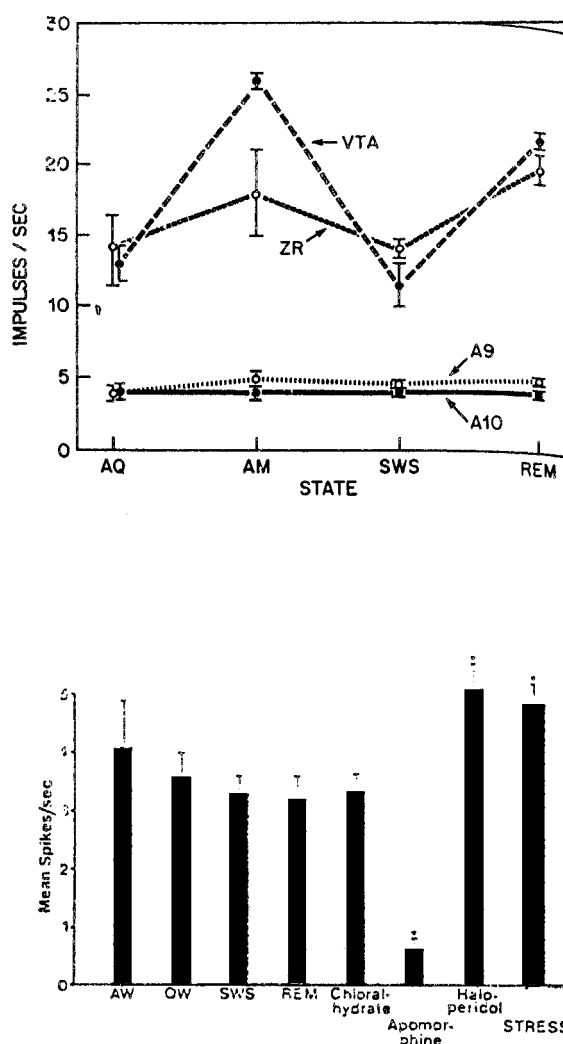 30
25
20
15
10
5
0
IMPULSES / SEC
VTA
ZR
A9
A10
AQ AM SWS REM
STATE
5
4
3
2
1
0
Mean Spikes/sec
AW QW SWS REM Chloral- Halo-
hydrate peridol
Apomor- STRESS
phine